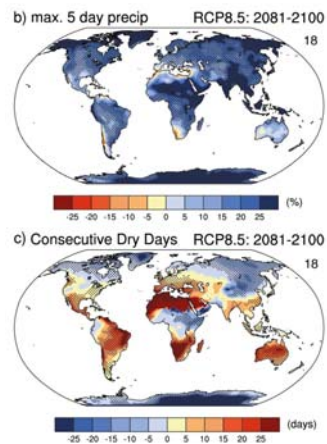 b) max. 5 day precip RCP8.5: 2081-2100
18
-25 -20 -15 -10 -5 0 5 10 15 20 25 (%)
c) Consecutive Dry Days RCP8.5: 2081-2100
18
-25 -20 -15 -10 -5 0 5 10 15 20 25 (days)